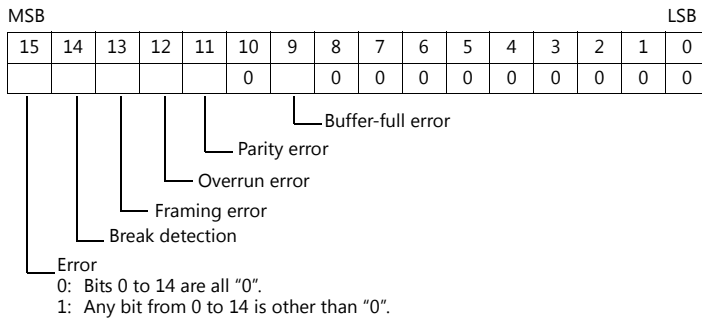 MSB LSB
15 14 13 12 11 10 9 8 7 6 5 4 3 2 1 0
0 0 0 0 0 0 0 0 0 0
Buffer-full error
Parity error
Overrun error
Framing error
Break detection
Error
0: Bits 0 to 14 are all “0”.
1: Any bit from 0 to 14 is other than “0”.